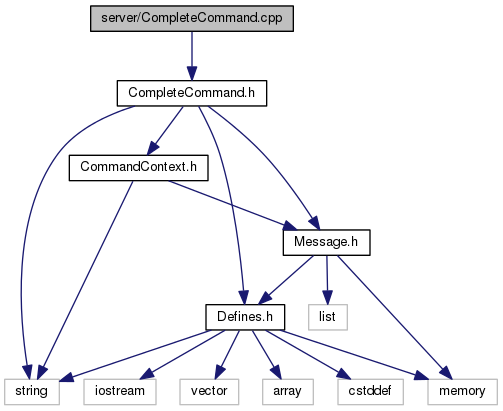 server/CompleteCommand.cpp
CompleteCommand.h
CommandContext.h
Message.h
Defines.h
list
string
iostream
vector
array
cstddef
memory